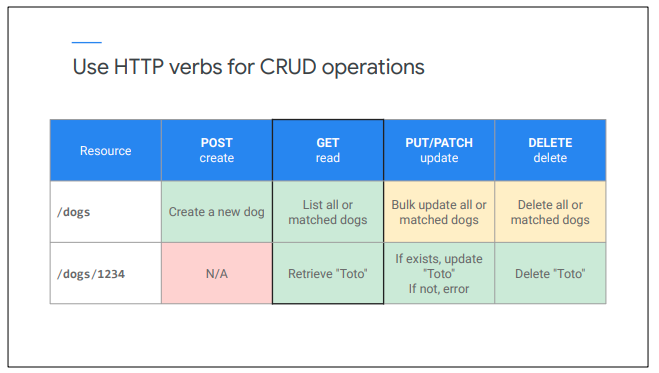 Use HTTP verbs for CRUD operations
Resource
POST
create
GET
read
PUT/PATCH
update
DELETE
delete
/dogs
Create a new dog
List all or
matched dogs
Bulk update all or
matched dogs
Delete all or
matched dogs
/dogs/1234
N/A
Retrieve "Toto"
If exists, update
"Toto"
If not, error
Delete "Toto"